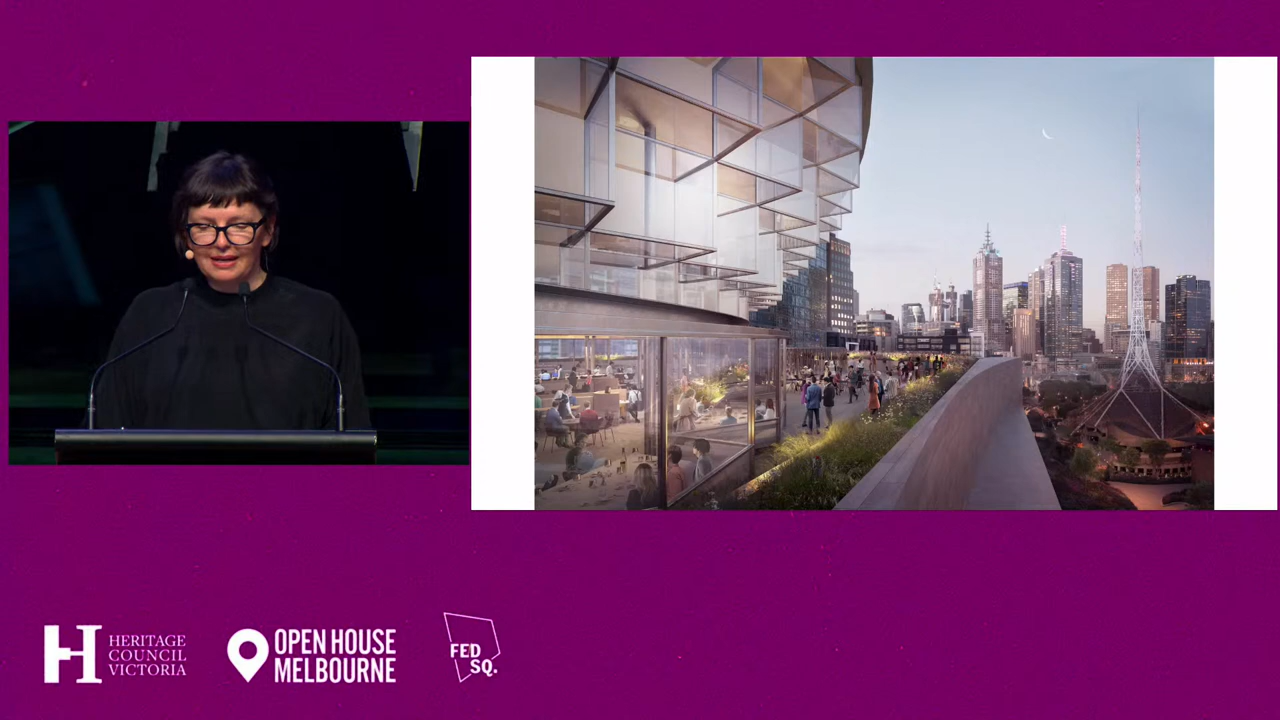 HERITAGE
COUNCIL
VICTORIA
OPEN HOUSE
MELBOURNE
FED
SQ.